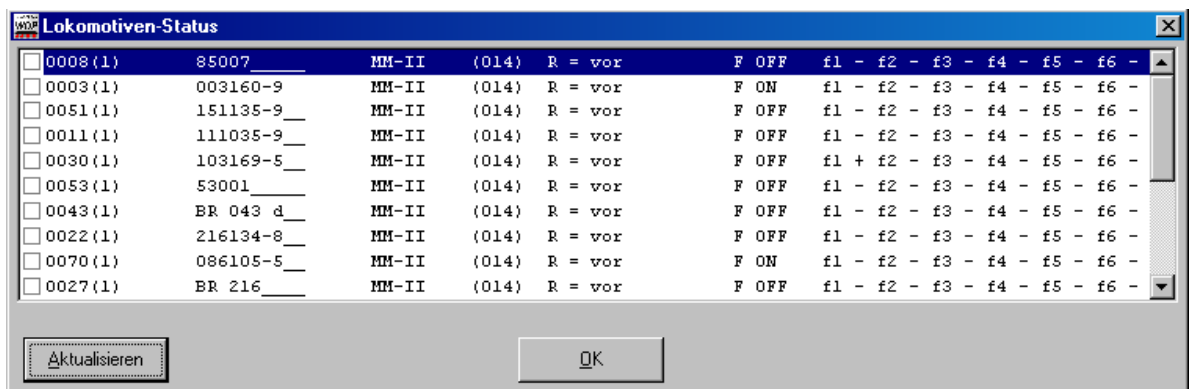 WDP Lokomotiven-Status
0008(1) 85007_____ MM-II (014) R = vor F OFF f1 - f2 - f3 - f4 - f5 - f6 -
0003(1) 003160-9 MM-II (014) R = vor F ON f1 - f2 - f3 - f4 - f5 - f6 -
0051(1) 151135-9__ MM-II (014) R = vor F OFF f1 - f2 - f3 - f4 - f5 - f6 -
0011(1) 111035-9__ MM-II (014) R = vor F OFF f1 - f2 - f3 - f4 - f5 - f6 -
0030(1) 103169-5__ MM-II (014) R = vor F OFF f1 + f2 - f3 - f4 - f5 - f6 -
0053(1) 53001_____ MM-II (014) R = vor F OFF f1 - f2 - f3 - f4 - f5 - f6 -
0043(1) BR 043 d__ MM-II (014) R = vor F OFF f1 - f2 - f3 - f4 - f5 - f6 -
0022(1) 216134-8__ MM-II (014) R = vor F OFF f1 - f2 - f3 - f4 - f5 - f6 -
0070(1) 086105-5__ MM-II (014) R = vor F ON f1 - f2 - f3 - f4 - f5 - f6 -
0027(1) BR 216____ MM-II (014) R = vor F OFF f1 - f2 - f3 - f4 - f5 - f6 -
Aktualisieren OK